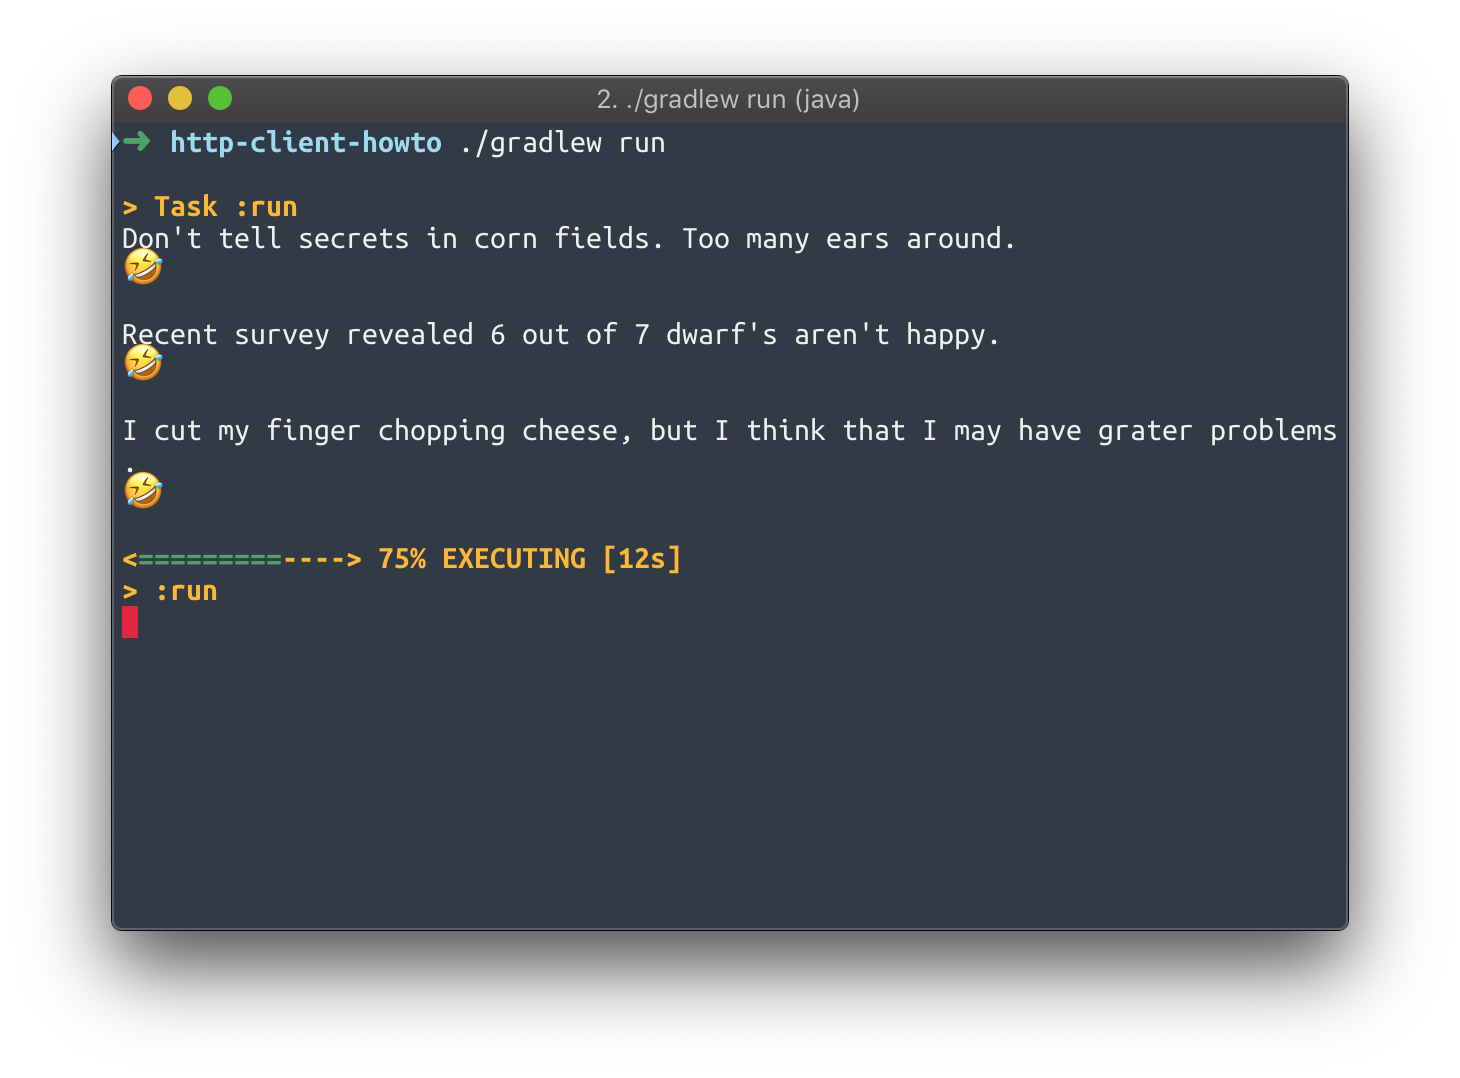 2. ./gradlew run (java)
➜ http-client-howto ./gradlew run
> Task :run
Don't tell secrets in corn fields. Too many ears around.
🤣
Recent survey revealed 6 out of 7 dwarf's aren't happy.
🤣
I cut my finger chopping cheese, but I think that I may have grater problems
.
🤣
<=========----> 75% EXECUTING [12s]
> :run